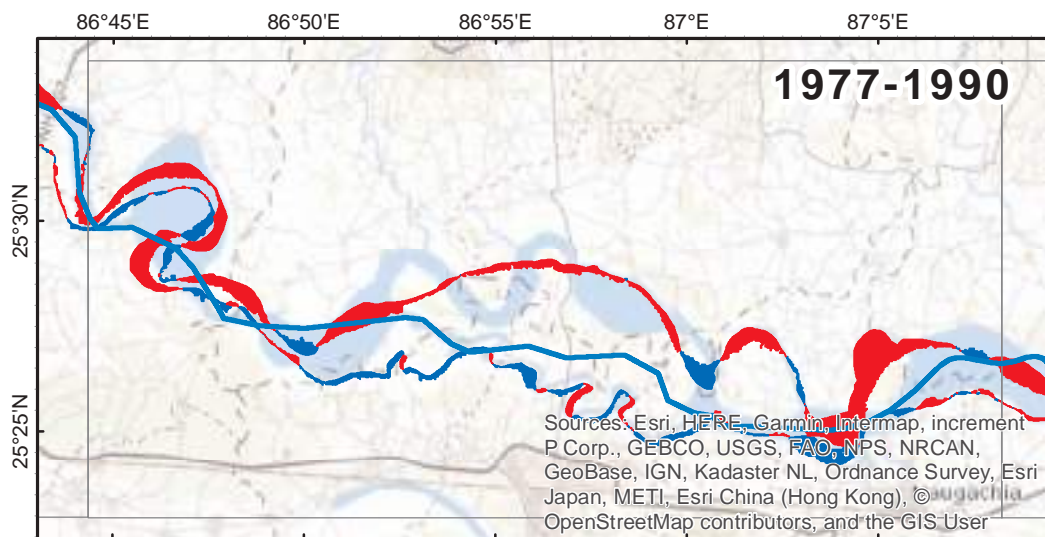 86°45'E 86°50'E 86°55'E 87°E 87°5'E
1977-1990
25°30'N
25°25'N
Sources: Esri, HERE, Garmin, Intermap, increment
P Corp., GEBCO, USGS, FAO, NPS, NRCAN,
GeoBase, IGN, Kadaster NL, Ordnance Survey, Esri
Japan, METI, Esri China (Hong Kong), ©
OpenStreetMap contributors, and the GIS User